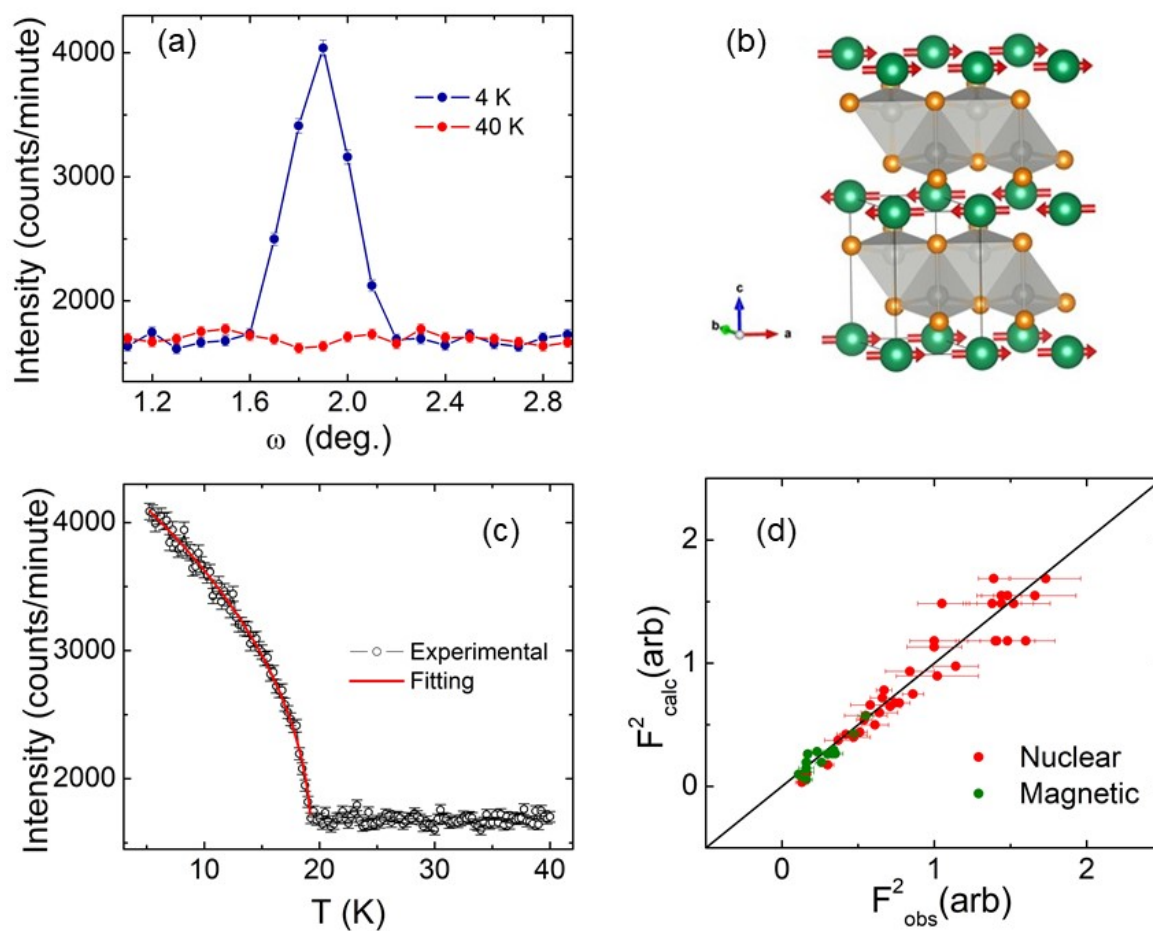 (a)
Intensity (counts/minute)
4000
3000
2000
4 K
40 K
1.2 1.6 2.0 2.4 2.8
ω (deg.)
(b)
c
b
a
(c)
Intensity (counts/minute)
4000
3000
2000
Experimental
Fitting
10 20 30 40
T (K)
(d)
F²calc(arb)
2
1
0
Nuclear
Magnetic
0 1 2
F²obs(arb)